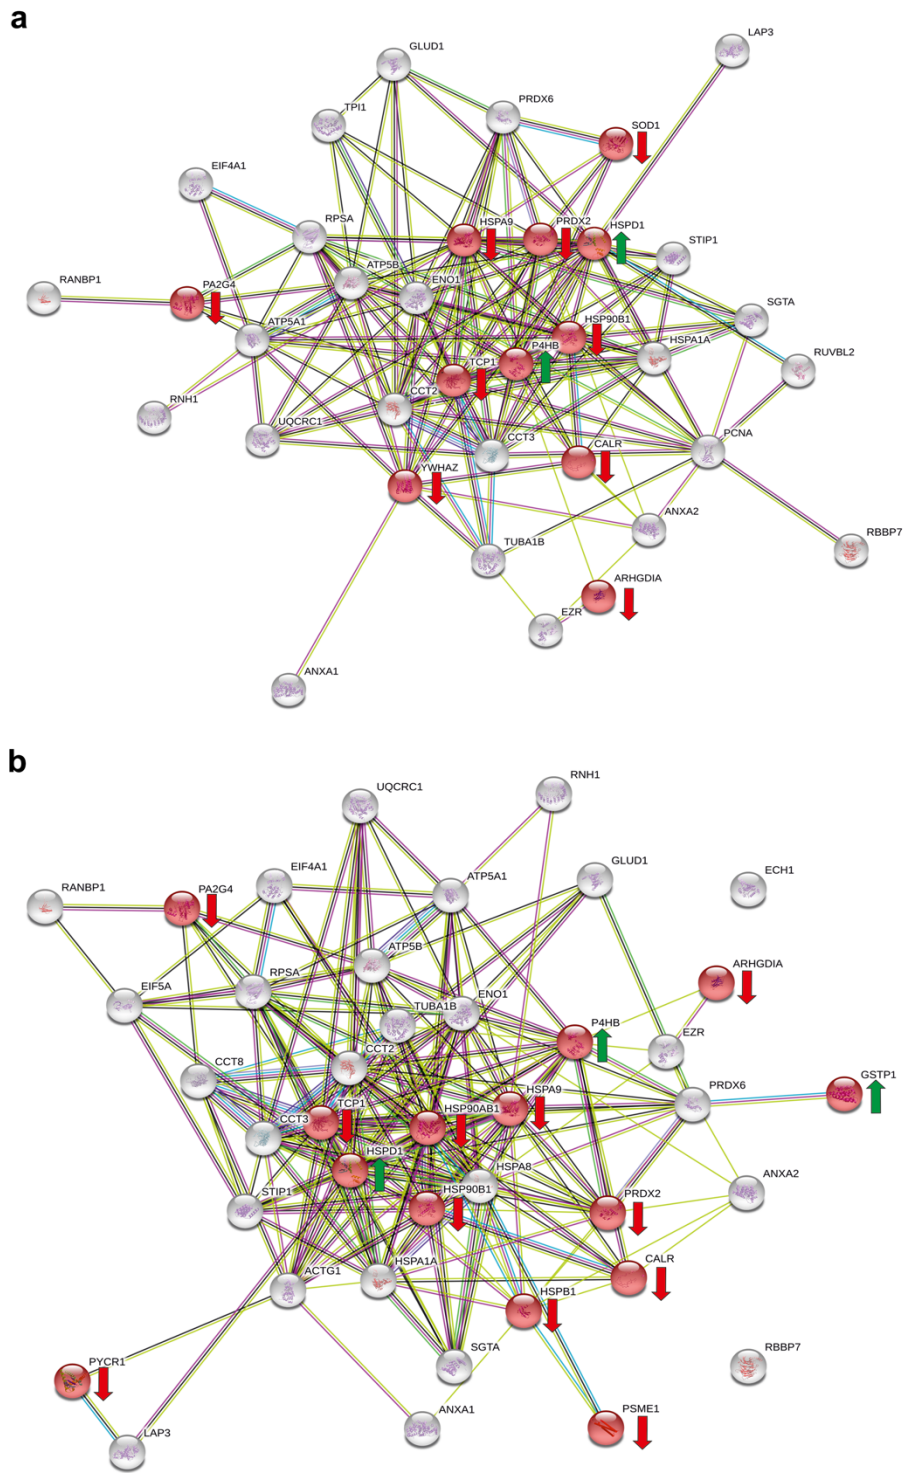 a
GLUD1
LAP3
TPI1
PRDX6
SOD1
EIF4A1
RPSA
HSPA9
PRDX2
HSPD1
STIP1
RANBP1
PA2G4
ATP5B
ENO1
SGTA
ATP5A1
HSP90B1
HSPA1A
RUVBL2
P4HB
TCP1
RNH1
UQCRC1
CCT2
CCT3
CALR
PCNA
YWHAZ
ANXA2
RBBP7
TUBA1B
ARHGDIA
EZR
ANXA1
b
UQCRC1
RNH1
EIF4A1
ATP5A1
GLUD1
ECH1
RANBP1
PA2G4
ATP5B
ARHGDIA
EIF5A
RPSA
TUBA1B
ENO1
P4HB
EZR
CCT8
CCT2
HSPA9
PRDX6
GSTP1
TCP1
HSP90AB1
CCT3
HSPD1
HSPA8
ANXA2
STIP1
HSP90B1
PRDX2
ACTG1
HSPA1A
CALR
HSPB1
SGTA
RBBP7
PYCR1
ANXA1
PSME1
LAP3